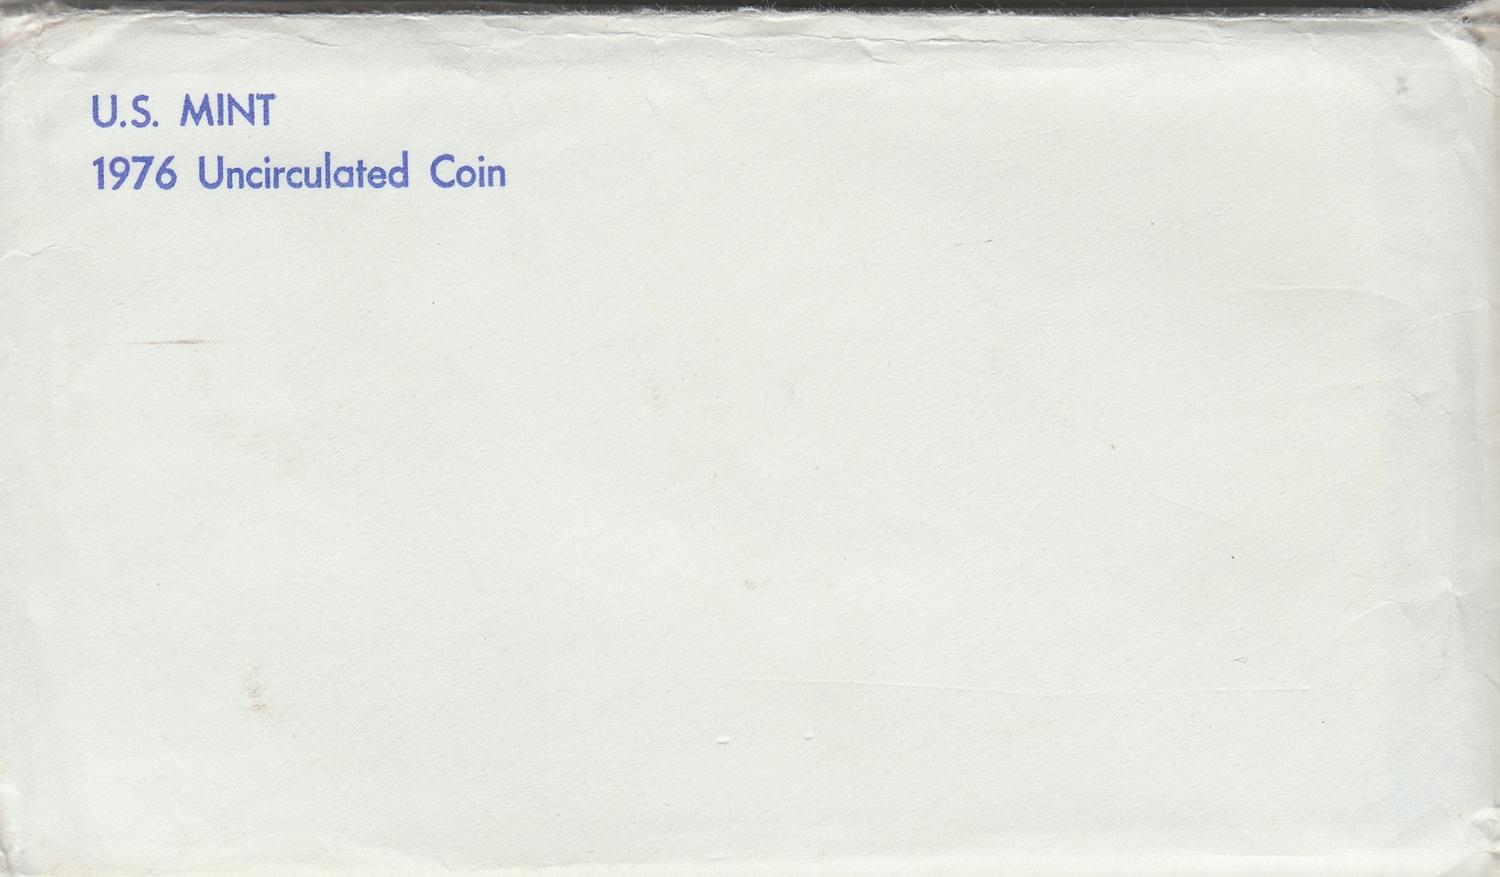 U.S. MINT
1976 Uncirculated Coin